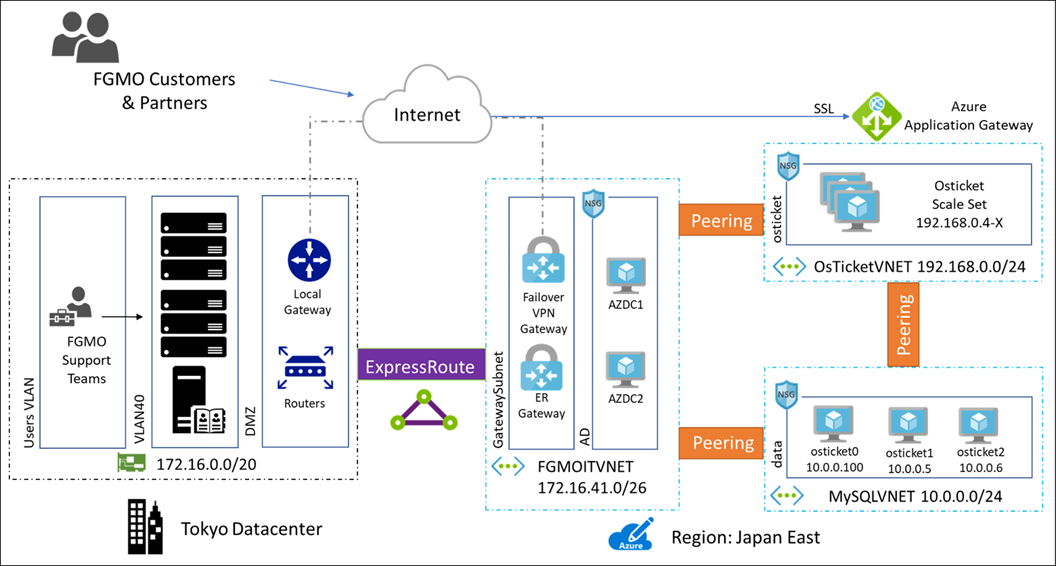 FGMO Customers
& Partners
Internet
SSL
Azure
Application Gateway
Users VLAN
FGMO
Support
Teams
VLAN40
DMZ
Local
Gateway
Routers
172.16.0.0/20
Tokyo Datacenter
ExpressRoute
GatewaySubnet
Failover
VPN
Gateway
ER
Gateway
AD
NSG
AZDC1
AZDC2
FGMOITVNET
172.16.41.0/26
Peering
NSG
osticket
Osticket
Scale Set
192.168.0.4-X
OsTicketVNET 192.168.0.0/24
Peering
Peering
NSG
data
osticket0
10.0.0.100
osticket1
10.0.0.5
osticket2
10.0.0.6
MySQLVNET 10.0.0.0/24
Azure
Region: Japan East